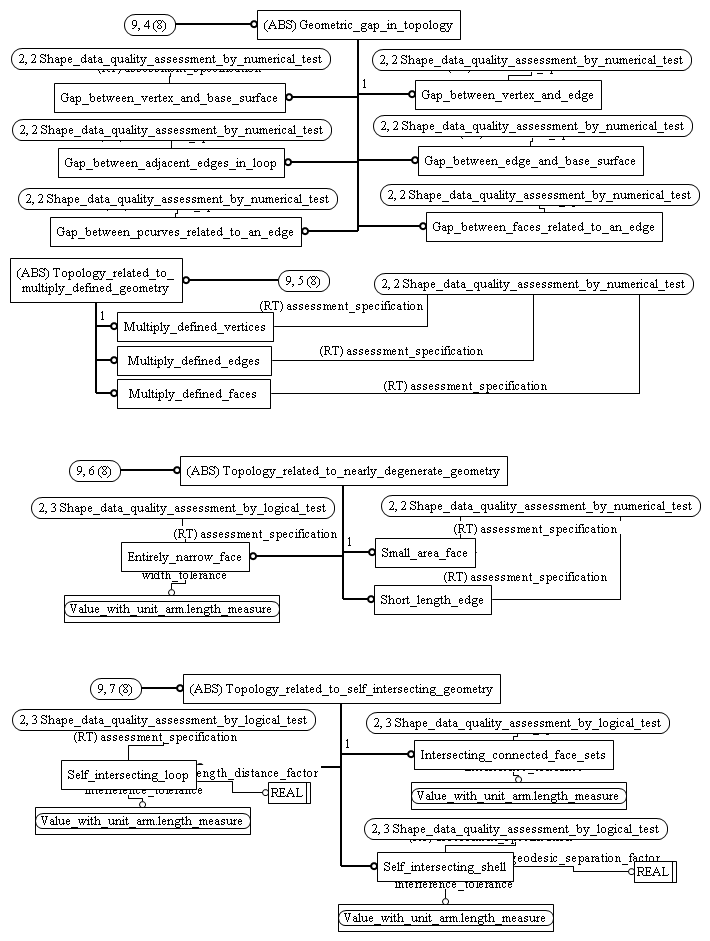 9, 4 (8)
(ABS) Geometric_gap_in_topology
2, 2 Shape_data_quality_assessment_by_numerical_test
2, 2 Shape_data_quality_assessment_by_numerical_test
(RT) assessment_specification
1
Gap_between_vertex_and_base_surface
Gap_between_vertex_and_edge
2, 2 Shape_data_quality_assessment_by_numerical_test
2, 2 Shape_data_quality_assessment_by_numerical_test
Gap_between_adjacent_edges_in_loop
Gap_between_edge_and_base_surface
2, 2 Shape_data_quality_assessment_by_numerical_test
2, 2 Shape_data_quality_assessment_by_numerical_test
Gap_between_pcurves_related_to_an_edge
Gap_between_faces_related_to_an_edge
(ABS) Topology_related_to_
multiply_defined_geometry
9, 5 (8)
2, 2 Shape_data_quality_assessment_by_numerical_test
(RT) assessment_specification
1
Multiply_defined_vertices
(RT) assessment_specification
Multiply_defined_edges
(RT) assessment_specification
Multiply_defined_faces
9, 6 (8)
(ABS) Topology_related_to_nearly_degenerate_geometry
2, 3 Shape_data_quality_assessment_by_logical_test
2, 2 Shape_data_quality_assessment_by_numerical_test
(RT) assessment_specification
(RT) assessment_specification
1
Entirely_narrow_face
Small_area_face
width_tolerance
(RT) assessment_specification
Value_with_unit_arm.length_measure
Short_length_edge
9, 7 (8)
(ABS) Topology_related_to_self_intersecting_geometry
2, 3 Shape_data_quality_assessment_by_logical_test
2, 3 Shape_data_quality_assessment_by_logical_test
(RT) assessment_specification
1
Self_intersecting_loop
ength_distance_factor
Intersecting_connected_face_sets
interference_tolerance
REAL
Value_with_unit_arm.length_measure
Value_with_unit_arm.length_measure
2, 3 Shape_data_quality_assessment_by_logical_test
Self_intersecting_shell
geodesic_separation_factor
REAL
interference_tolerance
Value_with_unit_arm.length_measure